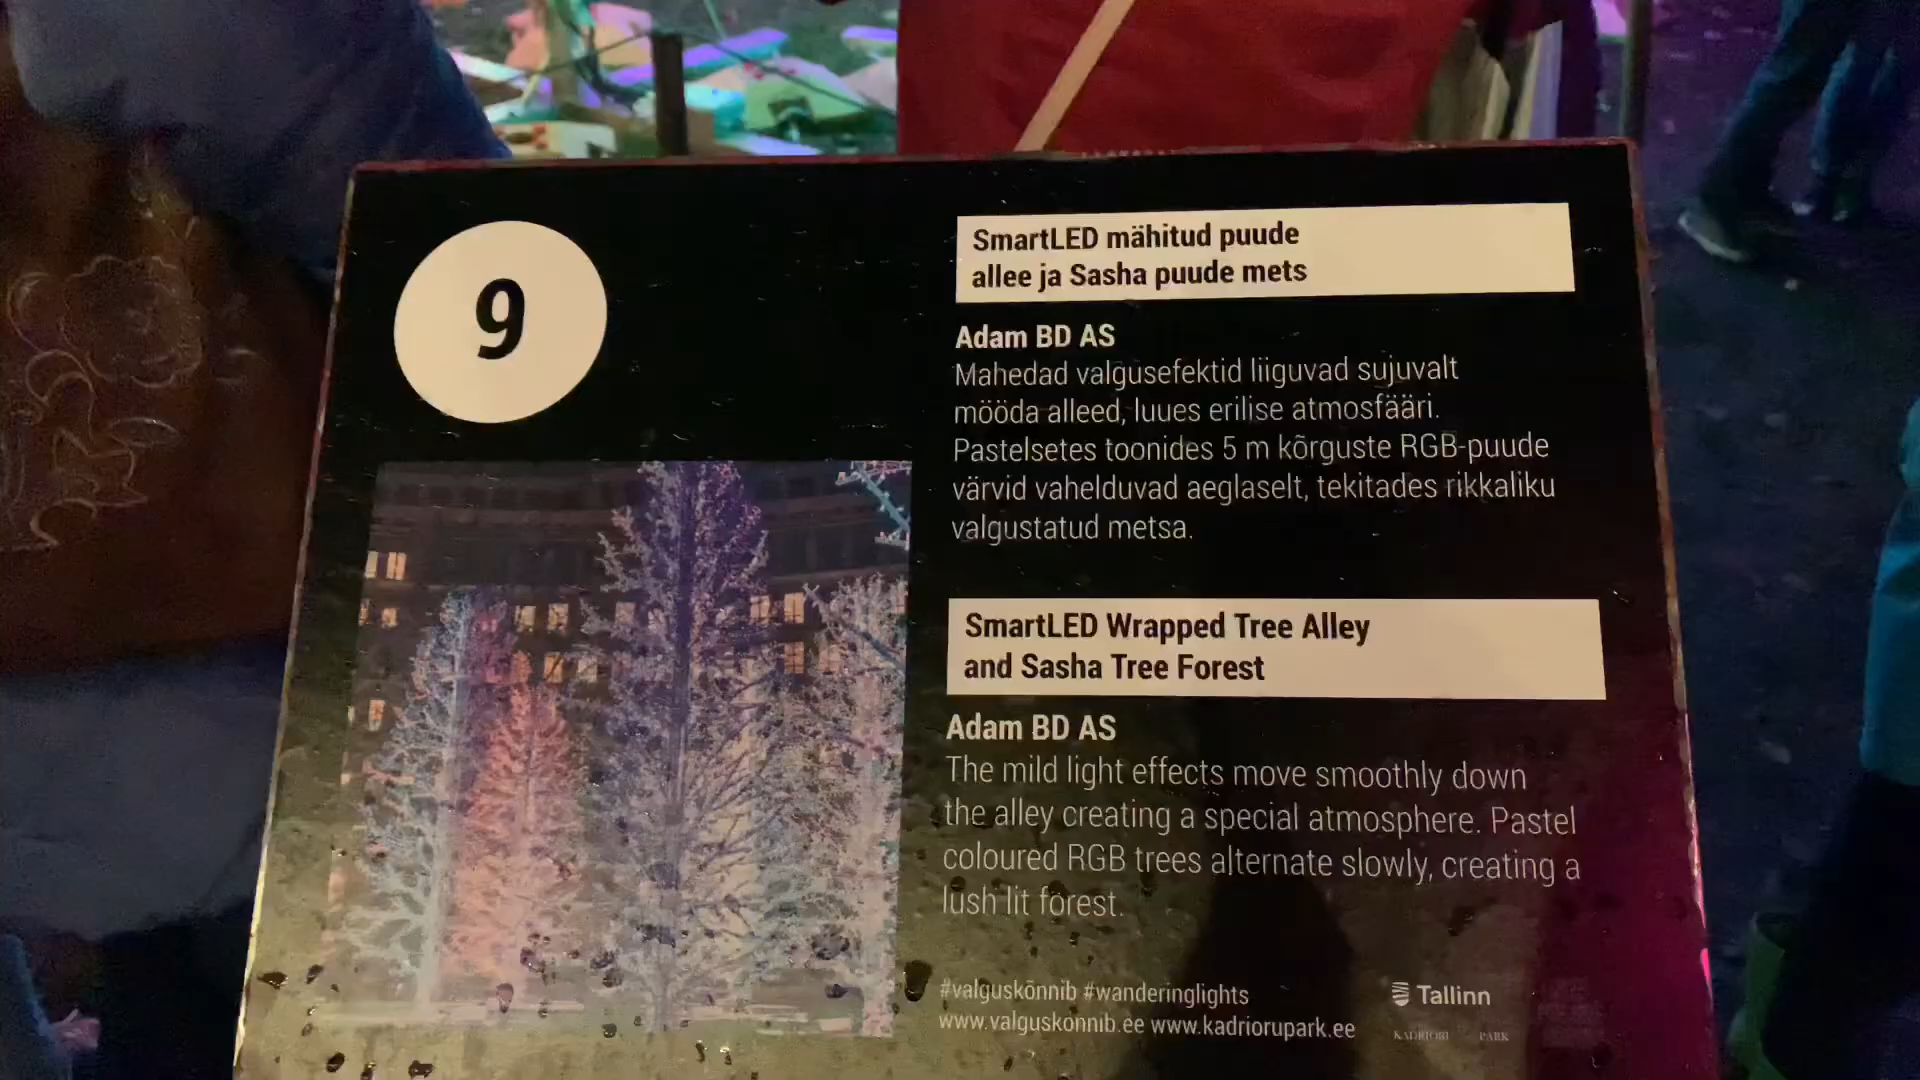 9
SmartLED mähitud puude
allee ja Sasha puude mets
Adam BD AS
Mahedad valgusefektid liiguvad sujuvalt
mööda alleed, luues erilise atmosfääri.
Pastelsetes toonides 5 m kõrguste RGB-puude
värvid vahelduvad aeglaselt, tekitades rikkaliku
valgustatud metsa.
SmartLED Wrapped Tree Alley
and Sasha Tree Forest
Adam BD AS
The mild light effects move smoothly down
the alley creating a special atmosphere. Pastel
coloured RGB trees alternate slowly, creating a
lush lit forest.
#valguskõnnib #wanderinglights
www.valguskonnib.ee www.kadriorupark.ee
Tallinn
KADRIORU PARK